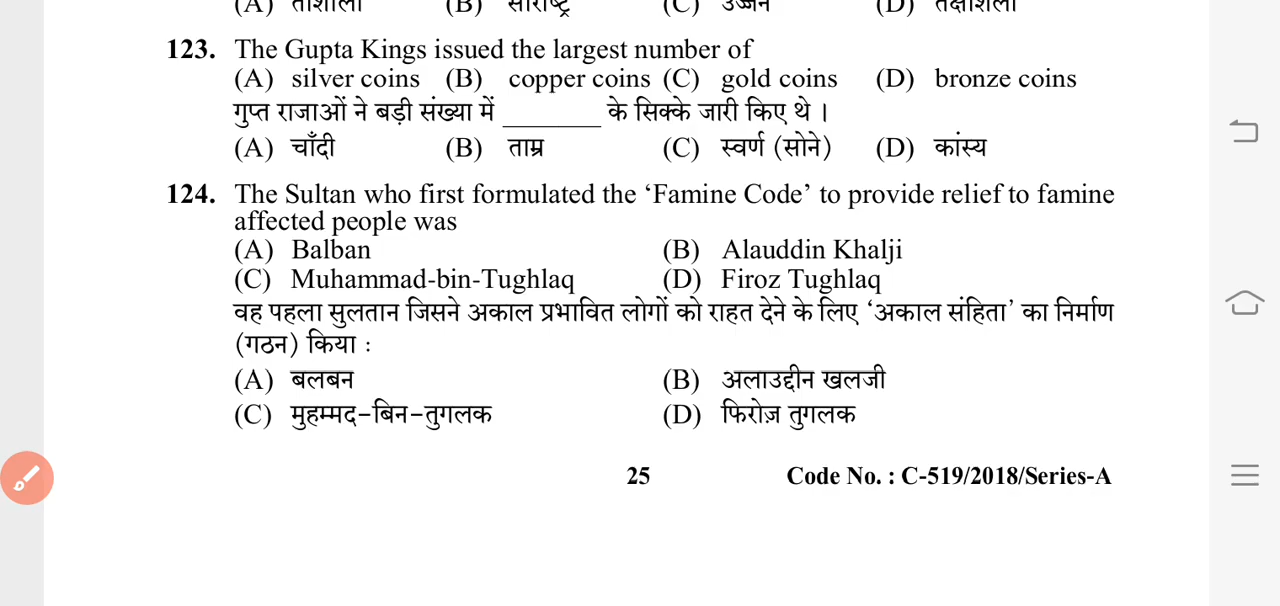 (A) तोशाली (B) सौराष्ट्र (C) उज्जैन (D) तक्षशिला
123. The Gupta Kings issued the largest number of
(A) silver coins (B) copper coins (C) gold coins (D) bronze coins
गुप्त राजाओं ने बड़ी संख्या में _______ के सिक्के जारी किए थे ।
(A) चाँदी (B) ताम्र (C) स्वर्ण (सोने) (D) कांस्य
124. The Sultan who first formulated the ‘Famine Code’ to provide relief to famine
affected people was
(A) Balban (B) Alauddin Khalji
(C) Muhammad-bin-Tughlaq (D) Firoz Tughlaq
वह पहला सुलतान जिसने अकाल प्रभावित लोगों को राहत देने के लिए ‘अकाल संहिता’ का निर्माण
(गठन) किया :
(A) बलबन (B) अलाउद्दीन खलजी
(C) मुहम्मद-बिन-तुगलक (D) फिरोज़ तुगलक
25 Code No. : C-519/2018/Series-A